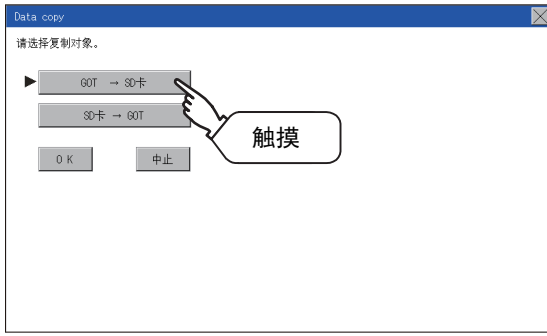 Data copy
请选择复制对象。
GOT → SD卡
SD卡 → GOT
触摸
OK 中止